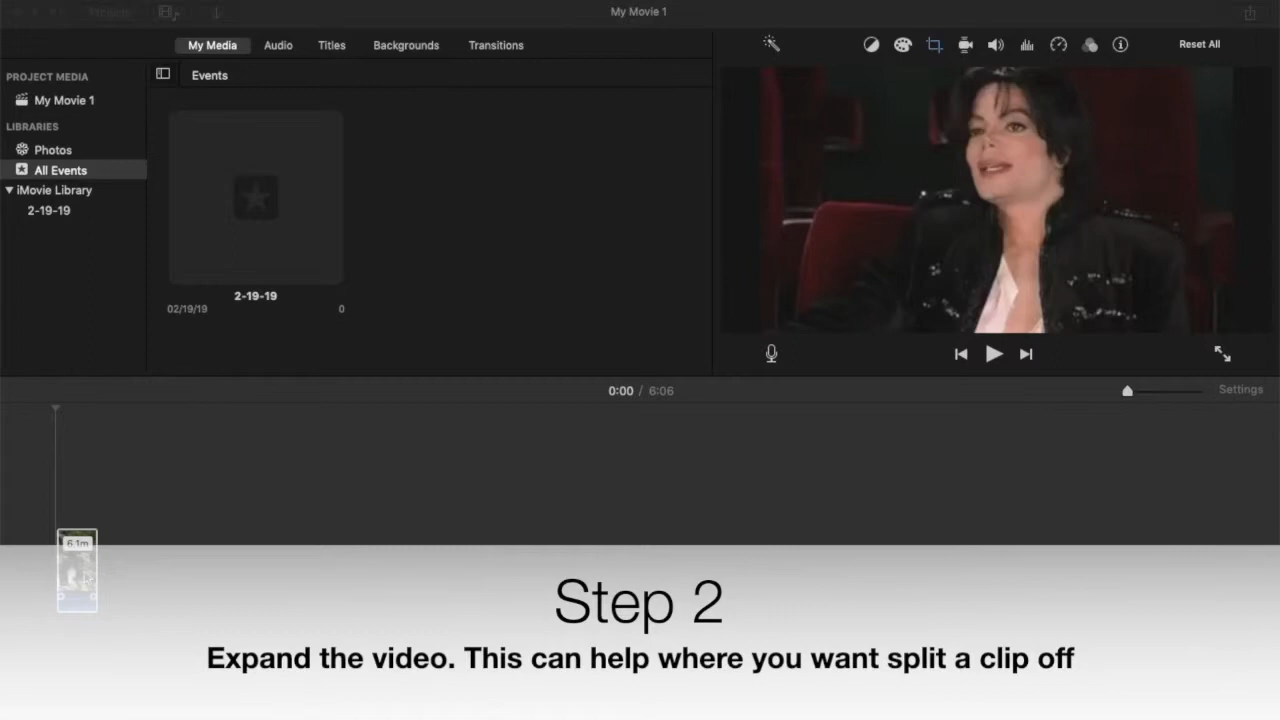 My Movie 1
My Media
Audio
Titles
Backgrounds
Transitions
Reset All
PROJECT MEDIA
My Movie 1
LIBRARIES
Photos
All Events
iMovie Library
2-19-19
Events
2-19-19
02/19/19
0
0:00 / 6:06
Settings
6.1m
Step 2
Expand the video. This can help where you want split a clip off